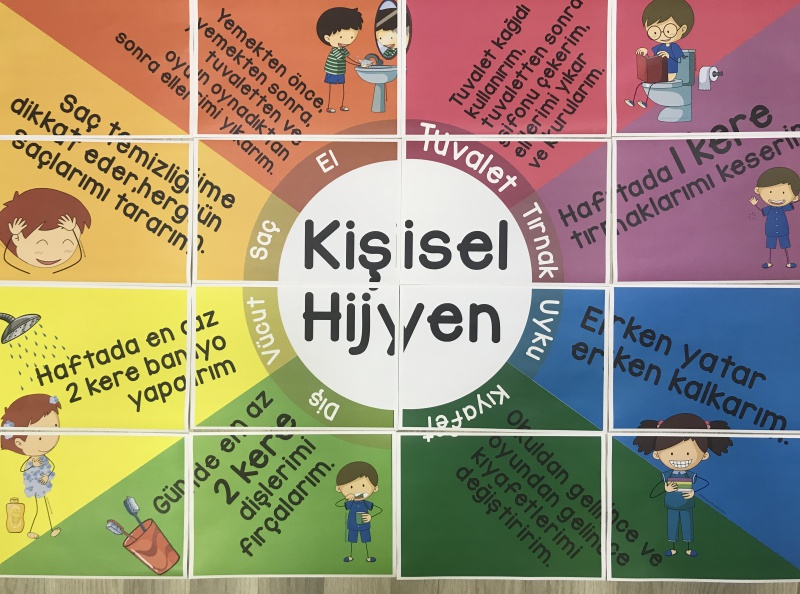 Kişisel
Hijyen
El
Yemekten önce,
yemekten sonra,
tuvaletten ve
oyun oynadıktan
sonra ellerimi yıkarım.
Tuvalet
Tuvalet kağıdı
kullanırım,
tuvaletten sonra
sifonu çekerim,
ellerimi yıkar
ve kurularım.
Tırnak
Haftada 1 kere
tırnaklarımı keserim
Uyku
Erken yatar
erken kalkarım.
Kıyafet
Okuldan gelince ve
oyundan gelince
kıyafetlerimi
değiştiririm.
Diş
Günde en az
2 kere
dişlerimi
fırçalarım.
Vücut
Haftada en az
2 kere banyo
yaparım
Saç
Saç temizliğime
dikkat eder,hergün
saçlarımı tararım.